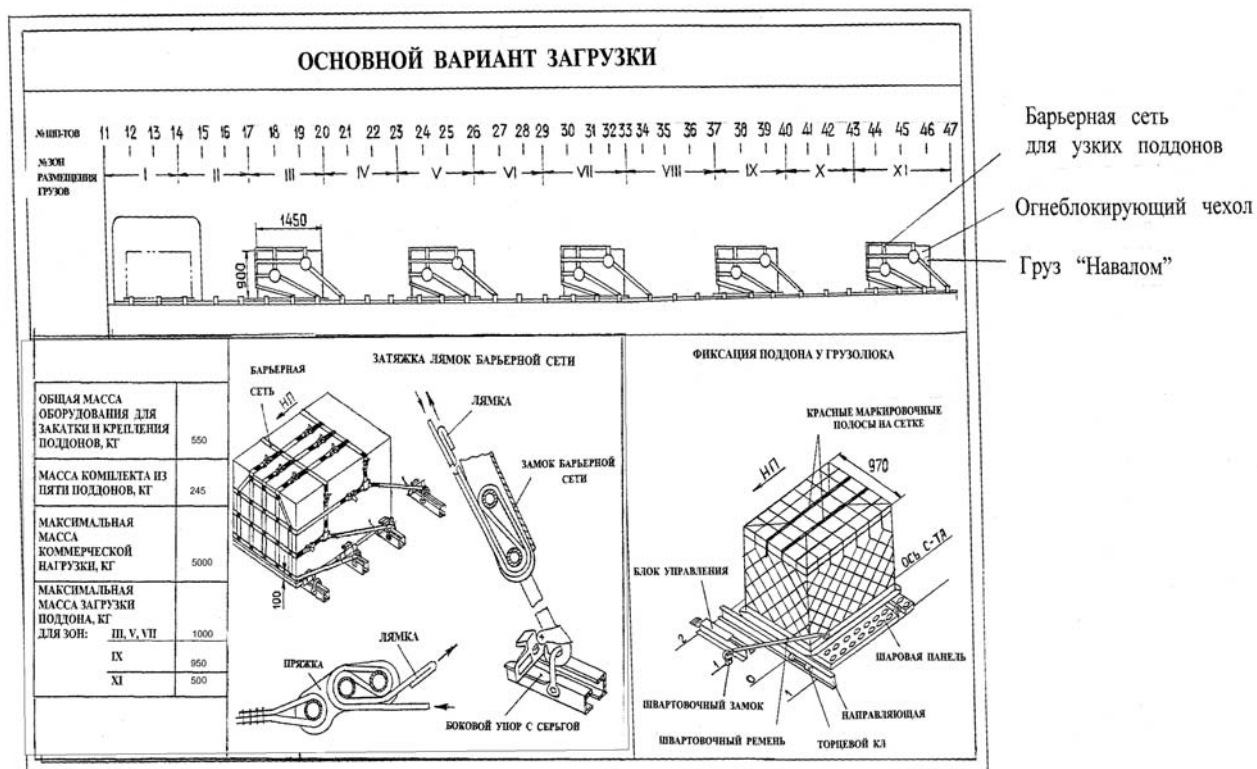 ОСНОВНОЙ ВАРИАНТ ЗАГРУЗКИ
№ШП-ТОВ 11 12 13 14 15 16 17 18 19 20 21 22 23 24 25 26 27 28 29 30 31 32 33 34 35 36 37 38 39 40 41 42 43 44 45 46 47
№ЗОН
РАЗМЕЩЕНИЯ
ГРУЗОВ
I II III IV V VI VII VIII IX X XI
Барьерная сеть
для узких поддонов
Огнеблокирующий чехол
Груз “Навалом”
1450
900
ОБЩАЯ МАССА
ОБОРУДОВАНИЯ ДЛЯ
ЗАКАТКИ И КРЕПЛЕНИЯ
ПОДДОНОВ, КГ 550
МАССА КОМПЛЕКТА ИЗ
ПЯТИ ПОДДОНОВ, КГ 245
МАКСИМАЛЬНАЯ
МАССА
КОММЕРЧЕСКОЙ
НАГРУЗКИ, КГ 5000
МАКСИМАЛЬНАЯ
МАССА ЗАГРУЗКИ
ПОДДОНА, КГ
ДЛЯ ЗОН: III, V, VII 1000
IX 950
XI 500
ЗАТЯЖКА ЛЯМОК БАРЬЕРНОЙ СЕТИ
БАРЬЕРНАЯ
СЕТЬ
НП
ЛЯМКА
ЗАМОК БАРЬЕРНОЙ
СЕТИ
100
ЛЯМКА
ПРЯЖКА
БОКОВОЙ УПОР С СЕРЬГОЙ
ФИКСАЦИЯ ПОДДОНА У ГРУЗОЛЮКА
КРАСНЫЕ МАРКИРОВОЧНЫЕ
ПОЛОСЫ НА СЕТКЕ
НП
970
ОСЬ С-ТА
БЛОК УПРАВЛЕНИЯ
2
1
0
1
ШАРОВАЯ ПАНЕЛЬ
ШВАРТОВОЧНЫЙ ЗАМОК
НАПРАВЛЯЮЩАЯ
ШВАРТОВОЧНЫЙ РЕМЕНЬ
ТОРЦЕВОЙ КЛ